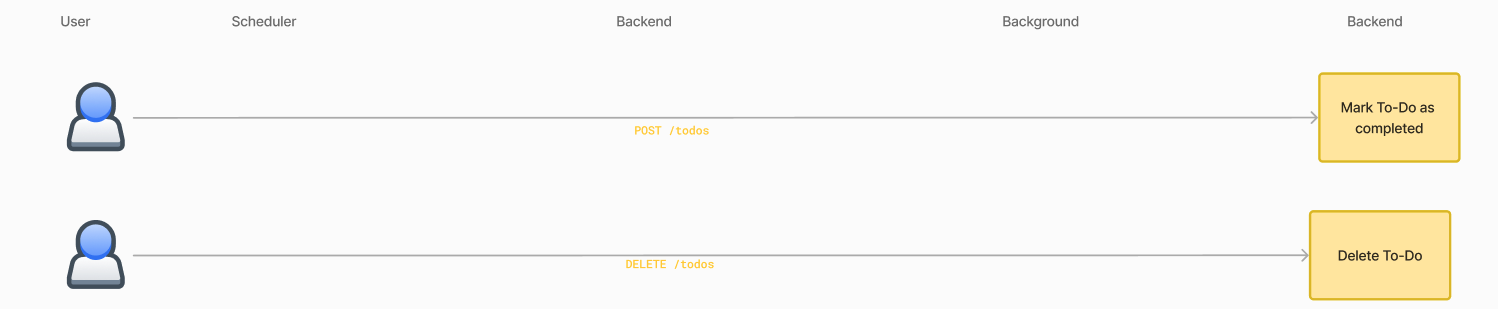 User
Scheduler
Backend
Background
Backend
POST /todos
Mark To-Do as
completed
DELETE /todos
Delete To-Do